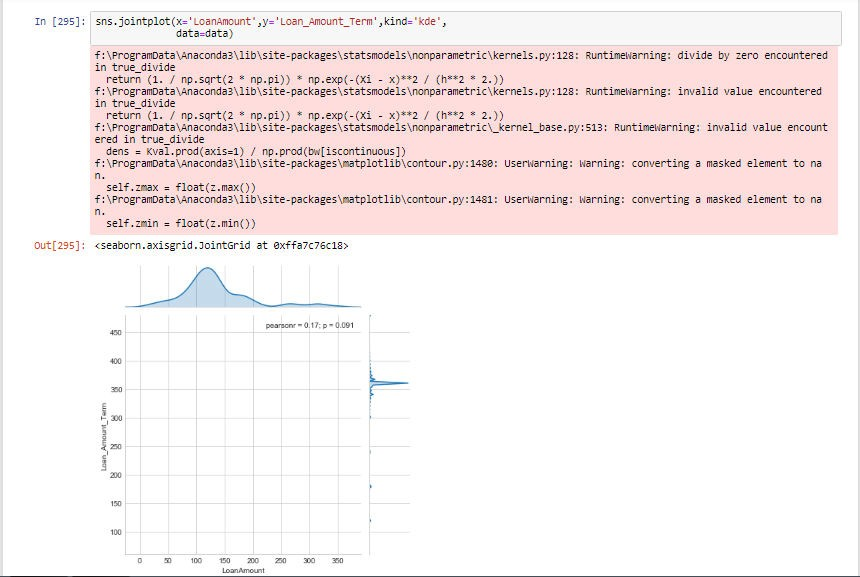 In [295]: sns.jointplot(x='LoanAmount',y='Loan_Amount_Term',kind='kde',
data=data)
f:\ProgramData\Anaconda3\lib\site-packages\statsmodels\nonparametric\kernels.py:128: RuntimeWarning: divide by zero encountered
in true_divide
return (1. / np.sqrt(2 * np.pi)) * np.exp(-(Xi - x)**2 / (h**2 * 2.))
f:\ProgramData\Anaconda3\lib\site-packages\statsmodels\nonparametric\kernels.py:128: RuntimeWarning: invalid value encountered
in true_divide
return (1. / np.sqrt(2 * np.pi)) * np.exp(-(Xi - x)**2 / (h**2 * 2.))
f:\ProgramData\Anaconda3\lib\site-packages\statsmodels\nonparametric\_kernel_base.py:513: RuntimeWarning: invalid value encount
ered in true_divide
dens = Kval.prod(axis=1) / np.prod(bw[iscontinuous])
f:\ProgramData\Anaconda3\lib\site-packages\matplotlib\contour.py:1480: UserWarning: Warning: converting a masked element to na
n.
self.zmax = float(z.max())
f:\ProgramData\Anaconda3\lib\site-packages\matplotlib\contour.py:1481: UserWarning: Warning: converting a masked element to na
n.
self.zmin = float(z.min())
Out[295]: <seaborn.axisgrid.JointGrid at 0xffa7c76c18>
pearsonr = 0.17; p = 0.091
450
400
350
300
250
200
150
100
Loan_Amount_Term
0 50 100 150 200 250 300 350
LoanAmount